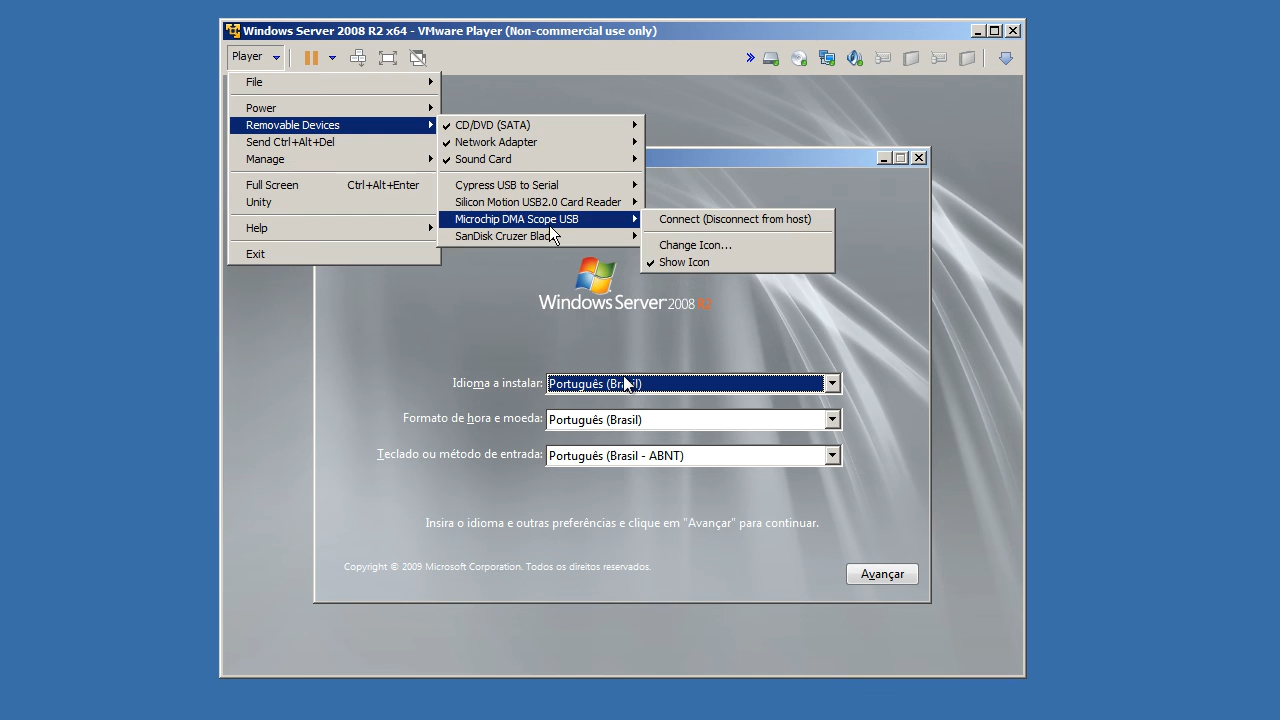 Windows Server 2008 R2 x64 - VMware Player (Non-commercial use only)
Player
File
Power
Removable Devices
Send Ctrl+Alt+Del
Manage
Full Screen Ctrl+Alt+Enter
Unity
Help
Exit
CD/DVD (SATA)
Network Adapter
Sound Card
Cypress USB to Serial
Silicon Motion USB2.0 Card Reader
Microchip DMA Scope USB
SanDisk Cruzer
Connect (Disconnect from host)
Change Icon...
Show Icon
Windows Server 2008 R2
Idioma a instalar: Português (Brasil)
Formato de hora e moeda: Português (Brasil)
Teclado ou método de entrada: Português (Brasil - ABNT)
Insira o idioma e outras preferências e clique em "Avançar" para continuar.
Copyright © 2009 Microsoft Corporation. Todos os direitos reservados.
Avançar